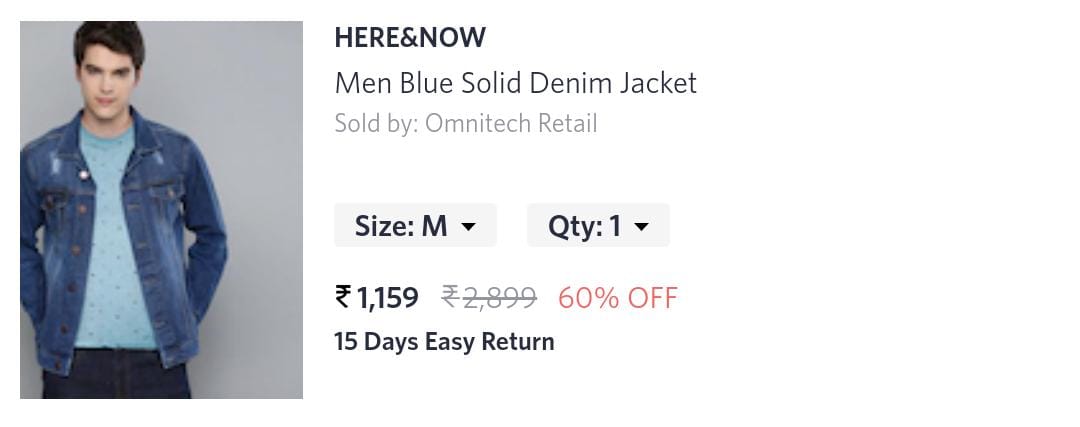 HERE&NOW
Men Blue Solid Denim Jacket
Sold by: Omnitech Retail
Size: M Qty: 1
₹1,159 ₹2,899 60% OFF
15 Days Easy Return